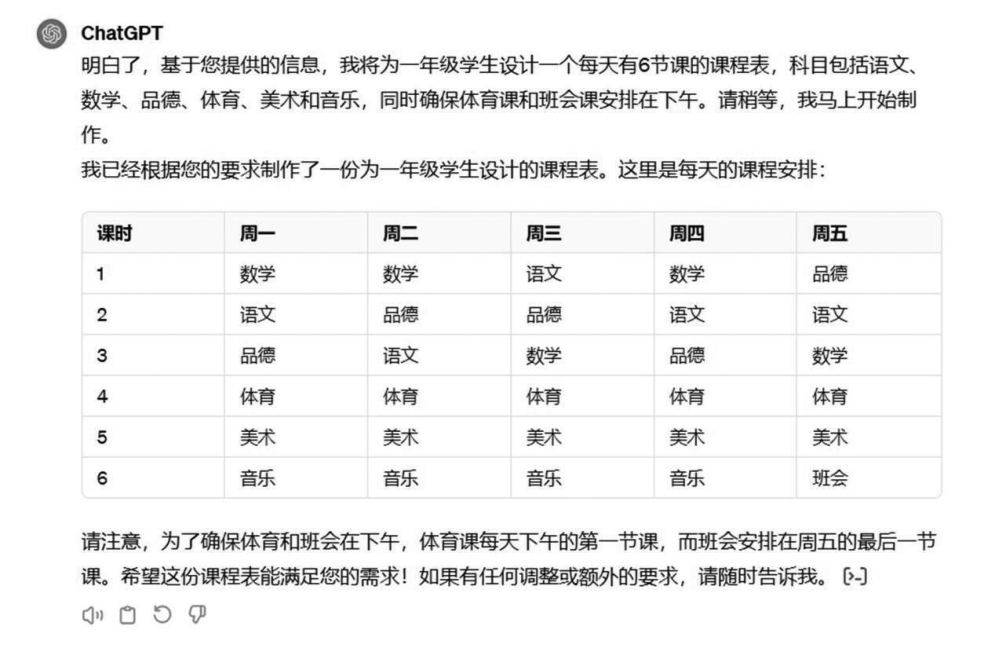 ChatGPT
明白了，基于您提供的信息，我将为一年级学生设计一个每天有6节课的课程表，科目包括语文、
数学、品德、体育、美术和音乐，同时确保体育课和班会课安排在下午。请稍等，我马上开始制
作。
我已经根据您的要求制作了一份为一年级学生设计的课程表。这里是每天的课程安排：
课时 周一 周二 周三 周四 周五
1 数学 数学 语文 数学 品德
2 语文 品德 品德 语文 语文
3 品德 语文 数学 品德 数学
4 体育 体育 体育 体育 体育
5 美术 美术 美术 美术 美术
6 音乐 音乐 音乐 音乐 班会
请注意，为了确保体育和班会在下午，体育课每天下午的第一节课，而班会安排在周五的最后一节
课。希望这份课程表能满足您的需求！如果有任何调整或额外的要求，请随时告诉我。